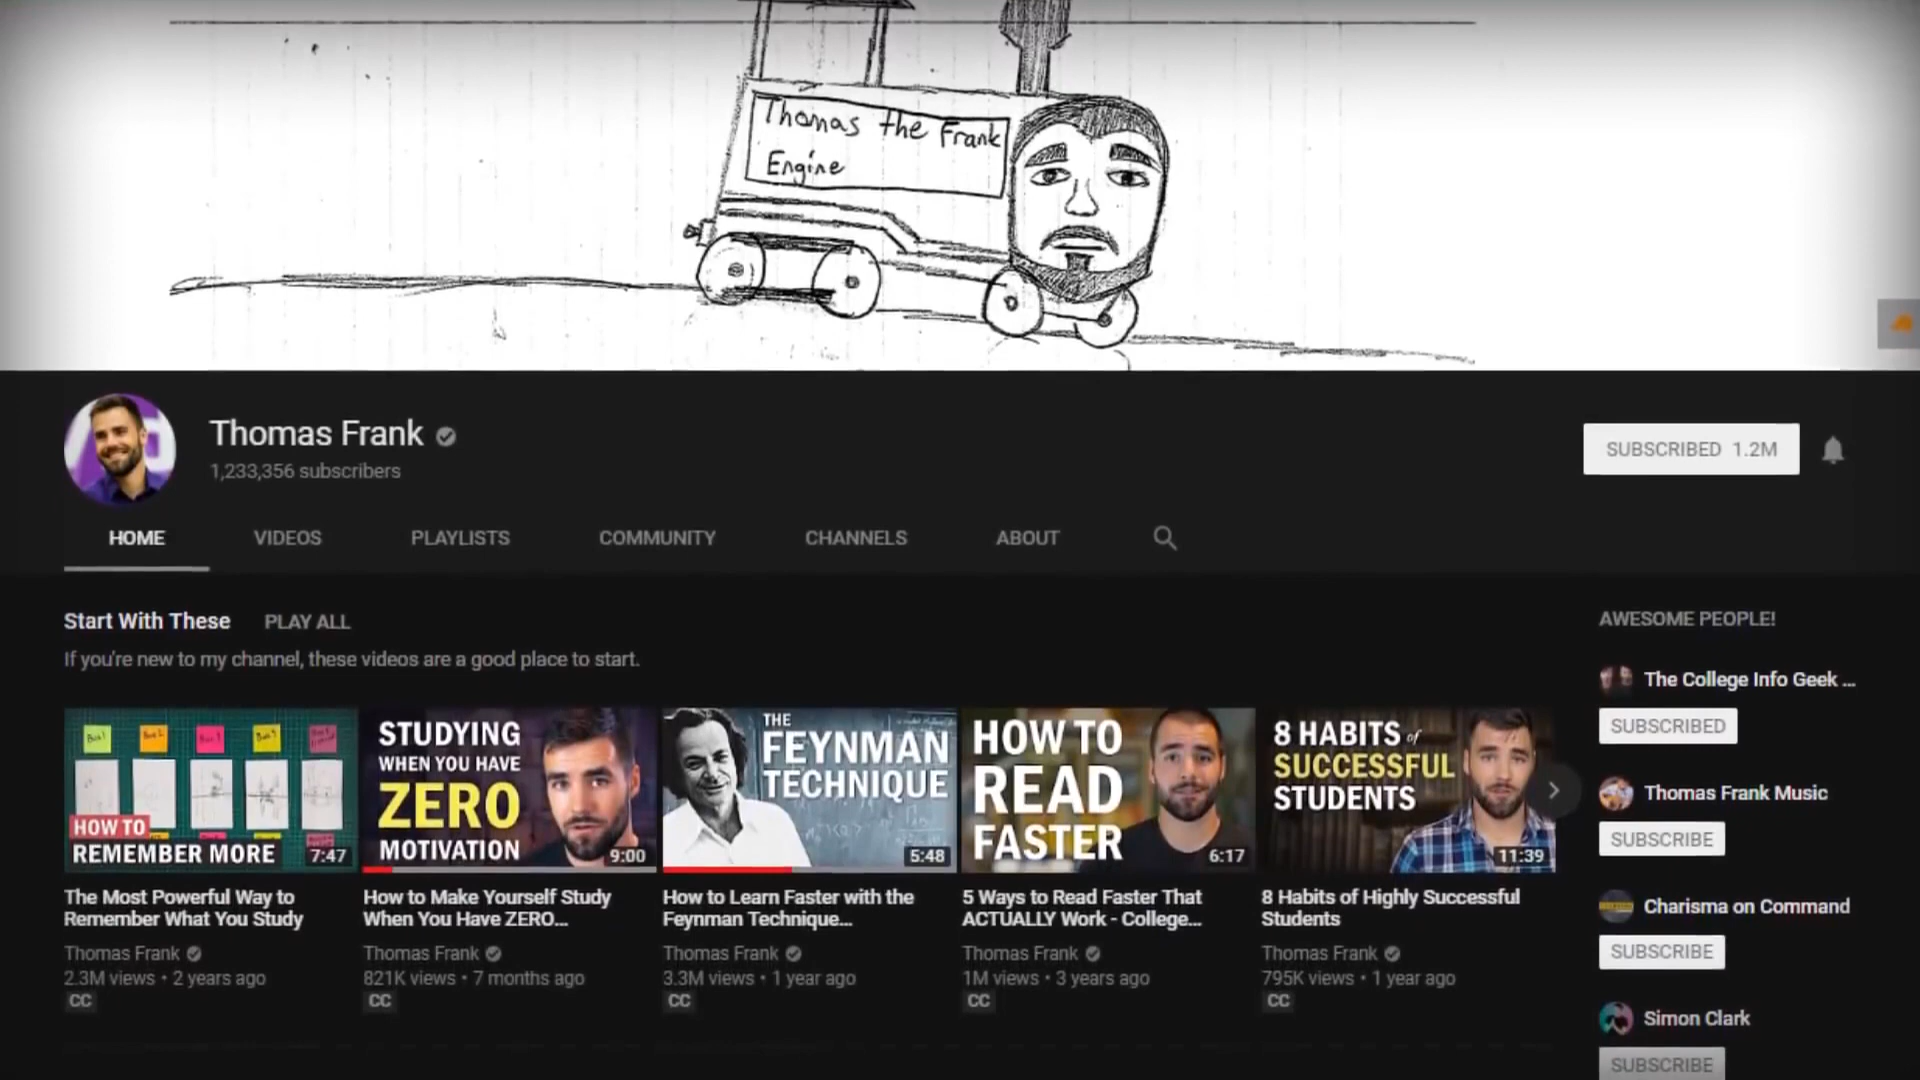 Thomas the Frank
Engine
Thomas Frank
1,233,356 subscribers
SUBSCRIBED 1.2M
HOME VIDEOS PLAYLISTS COMMUNITY CHANNELS ABOUT
Start With These PLAY ALL
If you're new to my channel, these videos are a good place to start.
HOW TO
REMEMBER MORE
7:47
The Most Powerful Way to
Remember What You Study
Thomas Frank
2.3M views • 2 years ago
CC
STUDYING
WHEN YOU HAVE
ZERO
MOTIVATION
9:00
How to Make Yourself Study
When You Have ZERO...
Thomas Frank
821K views • 7 months ago
CC
THE
FEYNMAN
TECHNIQUE
5:48
How to Learn Faster with the
Feynman Technique...
Thomas Frank
3.3M views • 1 year ago
CC
HOW TO
READ
FASTER
6:17
5 Ways to Read Faster That
ACTUALLY Work - College...
Thomas Frank
1M views • 3 years ago
CC
8 HABITS of
SUCCESSFUL
STUDENTS
11:39
8 Habits of Highly Successful
Students
Thomas Frank
795K views • 1 year ago
CC
AWESOME PEOPLE!
The College Info Geek ...
SUBSCRIBED
Thomas Frank Music
SUBSCRIBE
Charisma on Command
SUBSCRIBE
Simon Clark
SUBSCRIBE